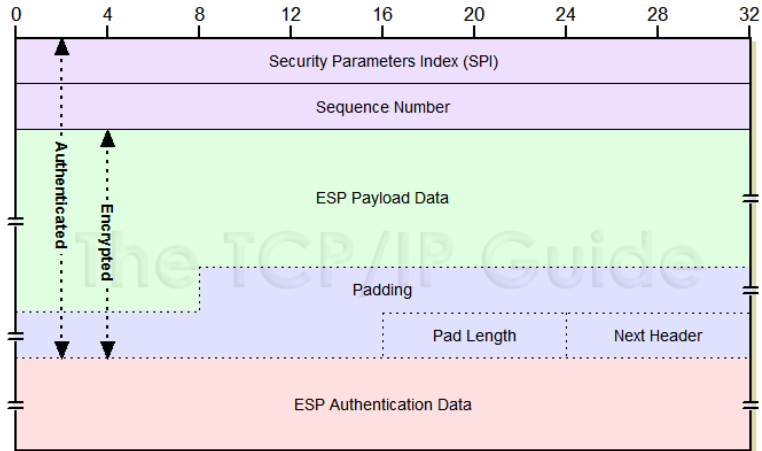 0 4 8 12 16 20 24 28 32
Security Parameters Index (SPI)
Sequence Number
Authenticated
Encrypted
ESP Payload Data
The TCP/IP Guide
Padding
Pad Length Next Header
ESP Authentication Data